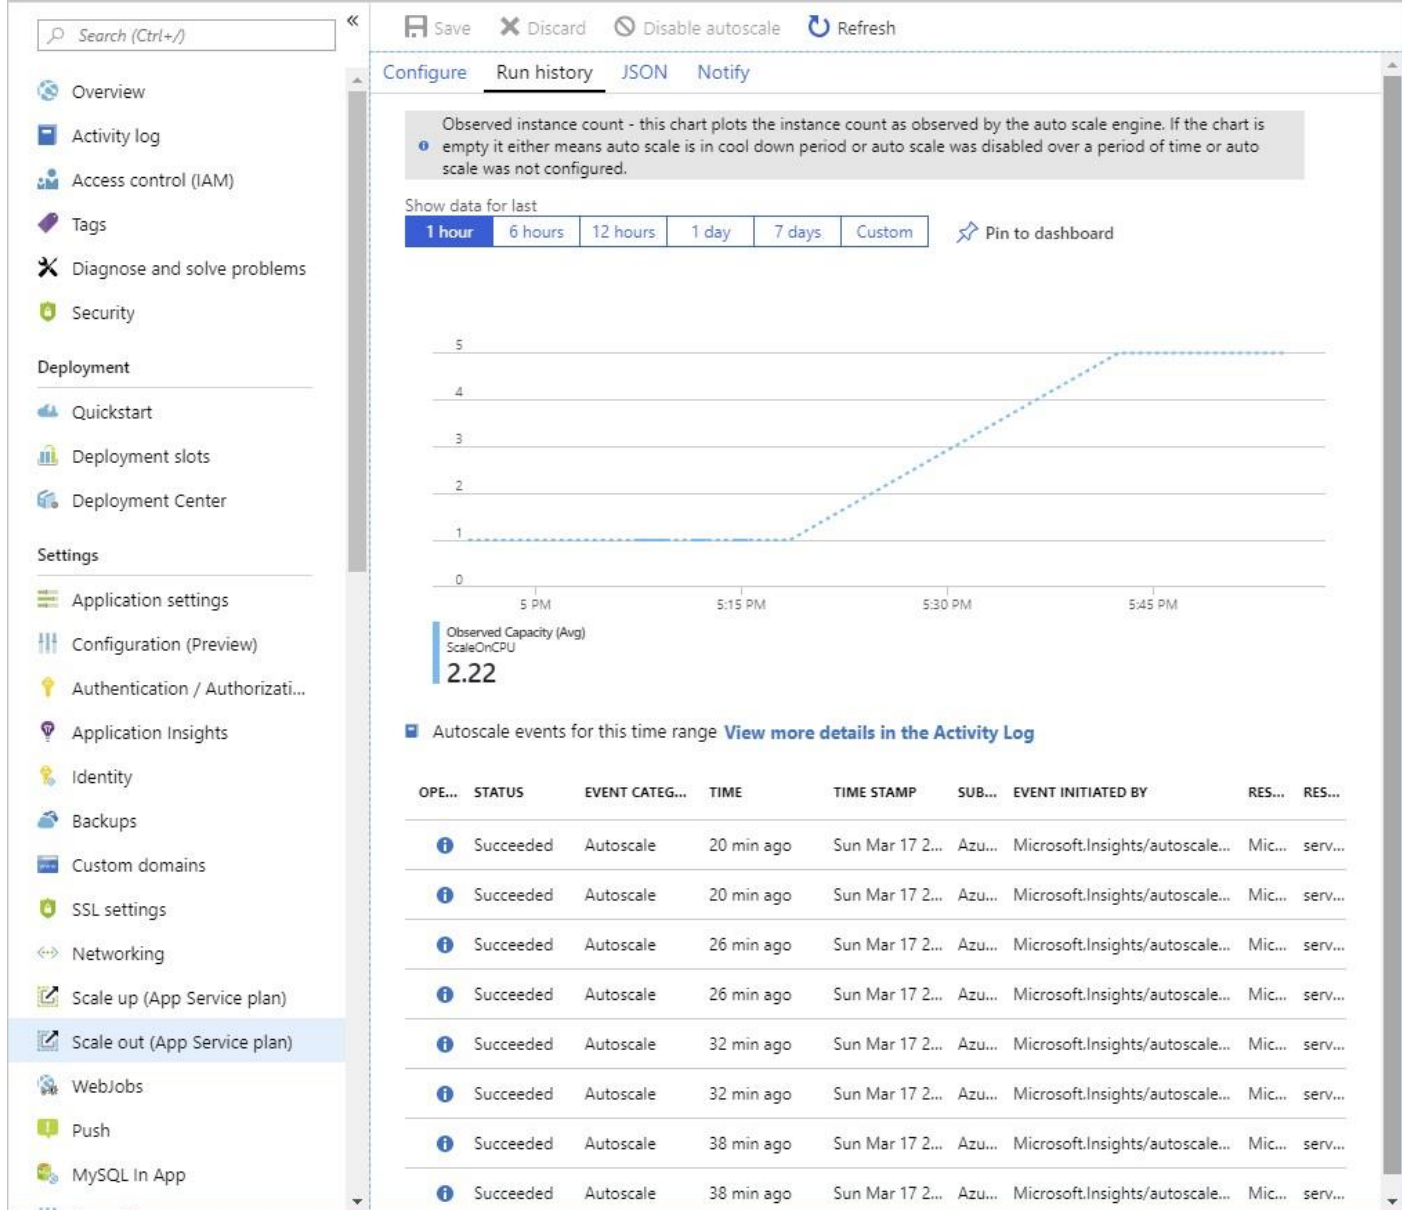 Search (Ctrl+/)
«
Save
Discard
Disable autoscale
Refresh
Overview
Activity log
Access control (IAM)
Tags
Diagnose and solve problems
Security
Deployment
Quickstart
Deployment slots
Deployment Center
Settings
Application settings
Configuration (Preview)
Authentication / Authorizati...
Application Insights
Identity
Backups
Custom domains
SSL settings
Networking
Scale up (App Service plan)
Scale out (App Service plan)
WebJobs
Push
MySQL In App
Configure Run history JSON Notify
Observed instance count - this chart plots the instance count as observed by the auto scale engine. If the chart is
empty it either means auto scale is in cool down period or auto scale was disabled over a period of time or auto
scale was not configured.
Show data for last
1 hour 6 hours 12 hours 1 day 7 days Custom Pin to dashboard
5
4
3
2
1
0
5 PM 5:15 PM 5:30 PM 5:45 PM
Observed Capacity (Avg)
ScaleOnCPU
2.22
Autoscale events for this time range View more details in the Activity Log
OPE... STATUS EVENT CATEG... TIME TIME STAMP SUB... EVENT INITIATED BY RES... RES...
Succeeded Autoscale 20 min ago Sun Mar 17 2... Azu... Microsoft.Insights/autoscale... Mic... serv...
Succeeded Autoscale 20 min ago Sun Mar 17 2... Azu... Microsoft.Insights/autoscale... Mic... serv...
Succeeded Autoscale 26 min ago Sun Mar 17 2... Azu... Microsoft.Insights/autoscale... Mic... serv...
Succeeded Autoscale 26 min ago Sun Mar 17 2... Azu... Microsoft.Insights/autoscale... Mic... serv...
Succeeded Autoscale 32 min ago Sun Mar 17 2... Azu... Microsoft.Insights/autoscale... Mic... serv...
Succeeded Autoscale 32 min ago Sun Mar 17 2... Azu... Microsoft.Insights/autoscale... Mic... serv...
Succeeded Autoscale 38 min ago Sun Mar 17 2... Azu... Microsoft.Insights/autoscale... Mic... serv...
Succeeded Autoscale 38 min ago Sun Mar 17 2... Azu... Microsoft.Insights/autoscale... Mic... serv...